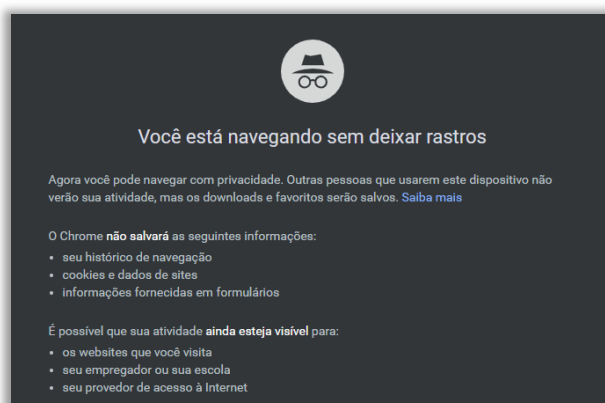 Você está navegando sem deixar rastros
Agora você pode navegar com privacidade. Outras pessoas que usarem este dispositivo não
verão sua atividade, mas os downloads e favoritos serão salvos. Saiba mais
O Chrome não salvará as seguintes informações:
• seu histórico de navegação
• cookies e dados de sites
• informações fornecidas em formulários
É possível que sua atividade ainda esteja visível para:
• os websites que você visita
• seu empregador ou sua escola
• seu provedor de acesso à Internet